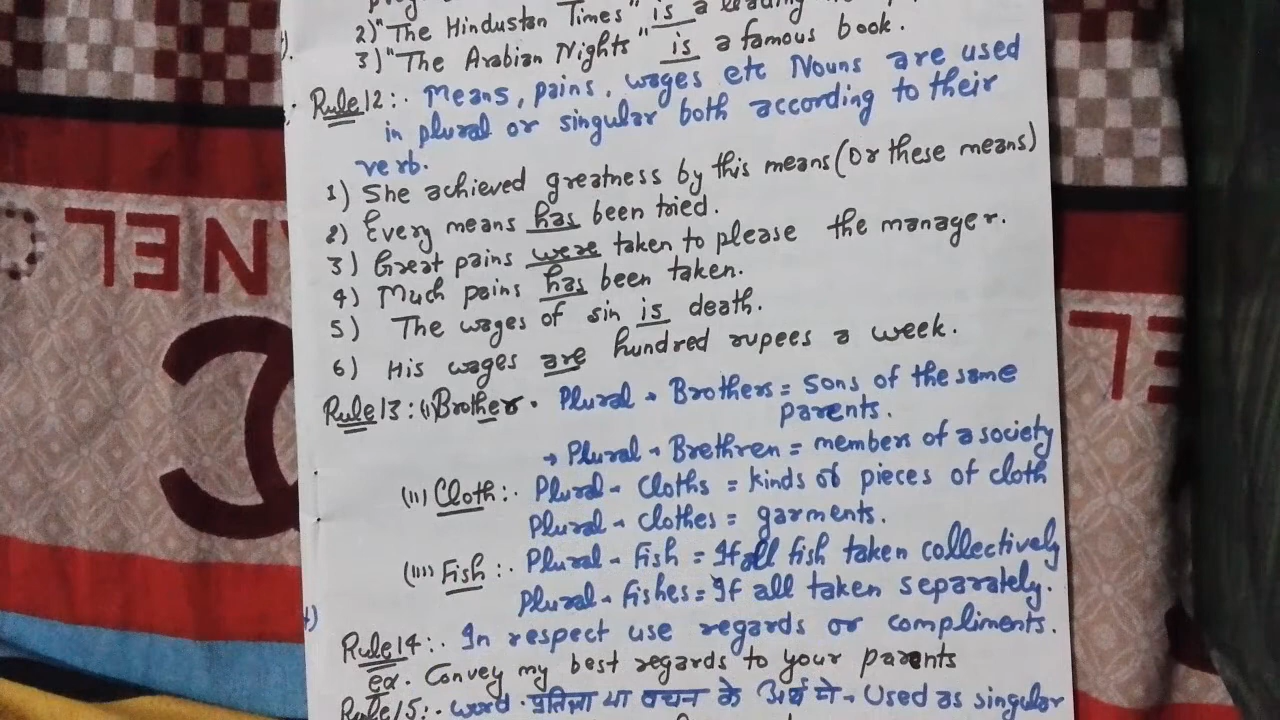 2) "The Hindustan Times" is a leading
3) "The Arabian Nights" is a famous book.
Rule 12:. Means, pains, wages etc Nouns are used
in plural or singular both according to their
verb.
1) She achieved greatness by this means (or these means)
2) Every means has been tried.
3) Great pains were taken to please the manager.
4) Much pains has been taken.
5) The wages of sin is death.
6) His wages are hundred rupees a week.
Rule 13: (i) Brother. Plural → Brothers = Sons of the same
parents.
→ Plural → Brethren = members of a society
(ii) Cloth:. Plural - Cloths = kinds of pieces of cloth
Plural - Clothes = garments.
(iii) Fish:. Plural - Fish = If all fish taken collectively
Plural - Fishes = If all taken separately.
Rule 14:. In respect use regards or compliments.
ex. Convey my best regards to your parents
Rule 15:. Word. प्रतिज्ञा या वचन के अर्थ में - Used as singular